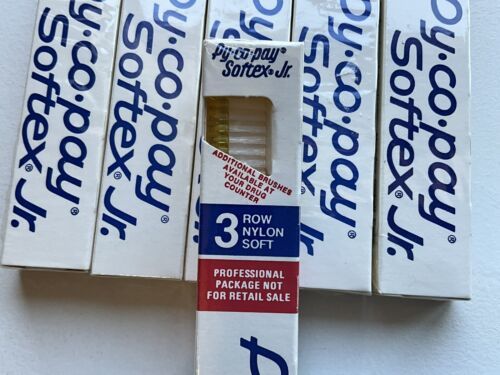 py·co·pay®
Softex® Jr.
py·co·pay®
Softex® Jr.
py·co·pay®
Softex® Jr.
py·co·pay®
Softex® Jr.
py·co·pay®
Softex® Jr.
ADDITIONAL BRUSHES
AVAILABLE AT
YOUR DRUG
COUNTER
3 ROW
NYLON
SOFT
PROFESSIONAL
PACKAGE NOT
FOR RETAIL SALE